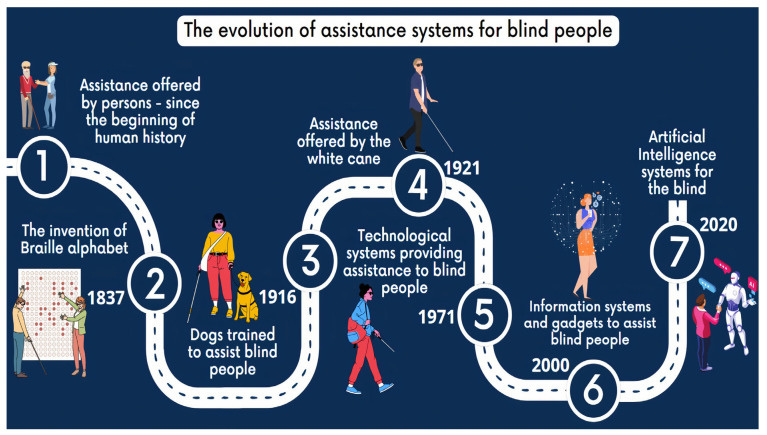 The evolution of assistance systems for blind people
Assistance offered
by persons - since
the beginning of
human history
1
The invention of
Braille alphabet
1837
2
Dogs trained
to assist blind
people
1916
3
Assistance
offered by the
white cane
1921
4
Technological
systems providing
assistance to blind
people
1971
5
Information systems
and gadgets to assist
blind people
2000
6
Artificial
Intelligence
systems for
the blind
2020
7
AI